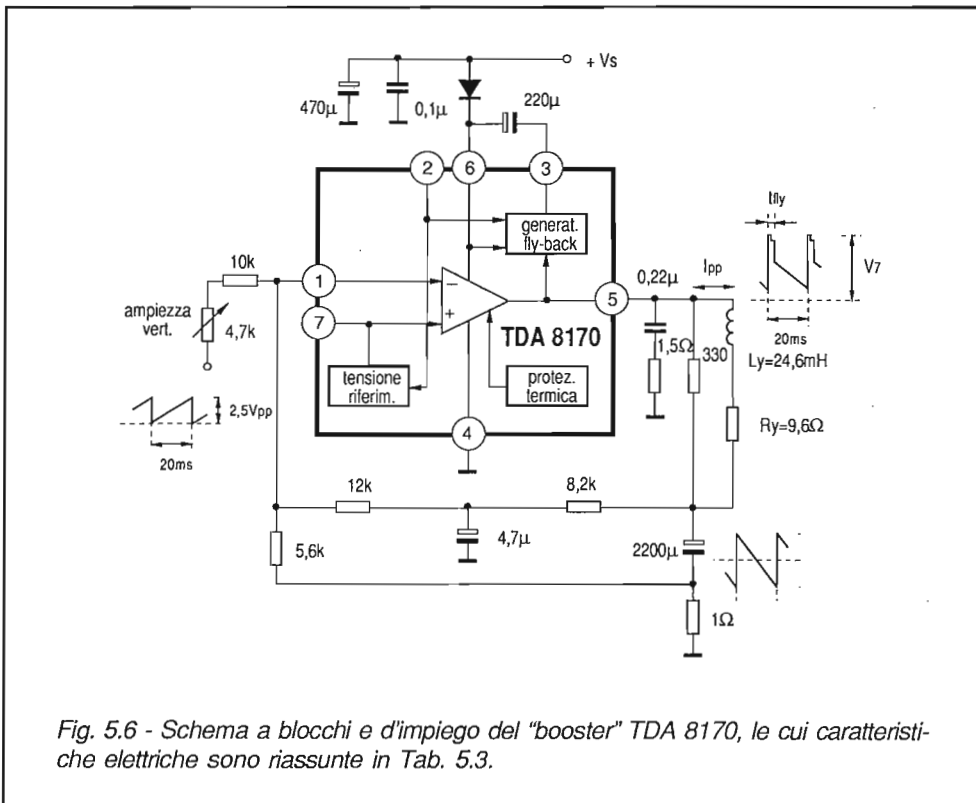 + Vs
470µ
0,1µ
220µ
2
6
3
generat.
fly-back
tfly
V7
20ms
10k
1
ampiezza
vert.
4,7k
7
−
+
TDA 8170
5
0,22µ
Ipp
1,5Ω
330
Ly=24,6mH
tensione
riferim.
protez.
termica
2,5Vpp
20ms
4
Ry=9,6Ω
12k
8,2k
5,6k
4,7µ
2200µ
1Ω
Fig. 5.6 - Schema a blocchi e d'impiego del "booster" TDA 8170, le cui caratteristi-
che elettriche sono riassunte in Tab. 5.3.